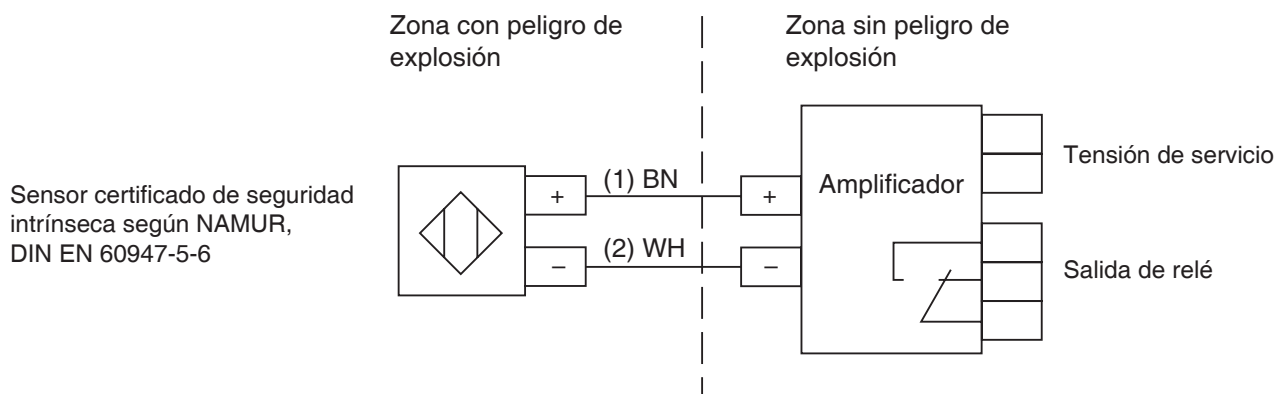 Zona con peligro de
explosión
Zona sin peligro de
explosión
Sensor certificado de seguridad
intrínseca según NAMUR,
DIN EN 60947-5-6
+
(1) BN
+
−
(2) WH
−
Amplificador
Tensión de servicio
Salida de relé